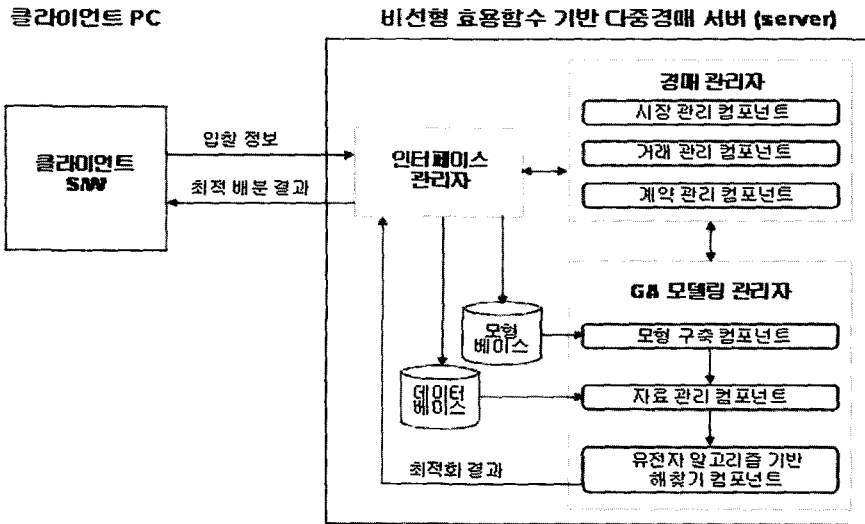 클라이언트 PC
비선형 효용함수 기반 다중경매 서버 (server)
클라이언트
S/W
입찰 정보
최적 배분 결과
인터페이스
관리자
경매 관리자
시장 관리 컴포넌트
거래 관리 컴포넌트
계약 관리 컴포넌트
GA 모델링 관리자
모형
베이스
모형 구축 컴포넌트
데이터
베이스
자료 관리 컴포넌트
최적화 결과
유전자 알고리즘 기반
해찾기 컴포넌트